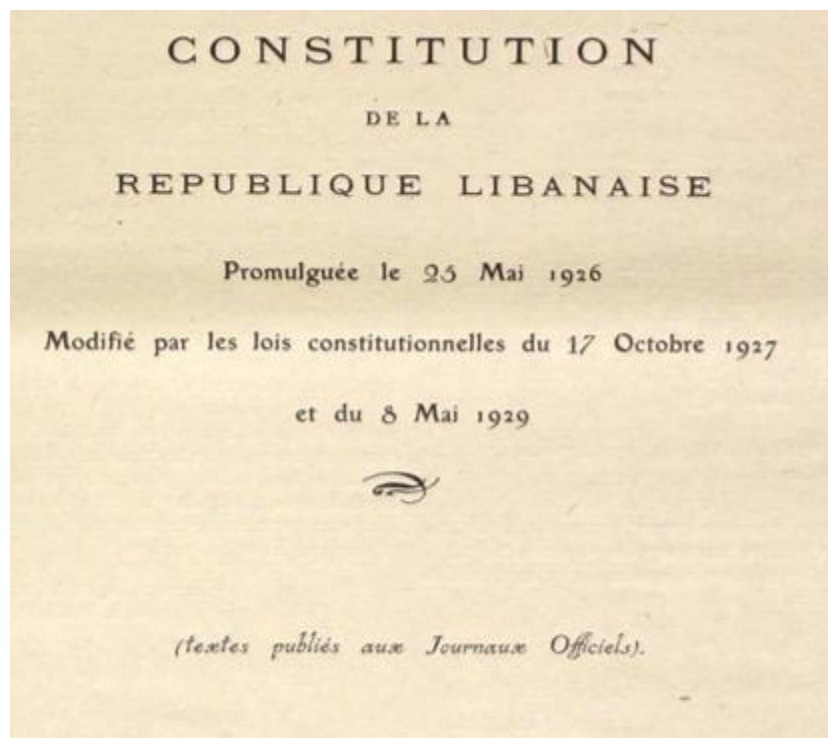 CONSTITUTION
DE LA
REPUBLIQUE LIBANAISE
Promulguée le 23 Mai 1926
Modifié par les lois constitutionnelles du 17 Octobre 1927
et du 8 Mai 1929
(textes publiés aux Journaux Officiels).